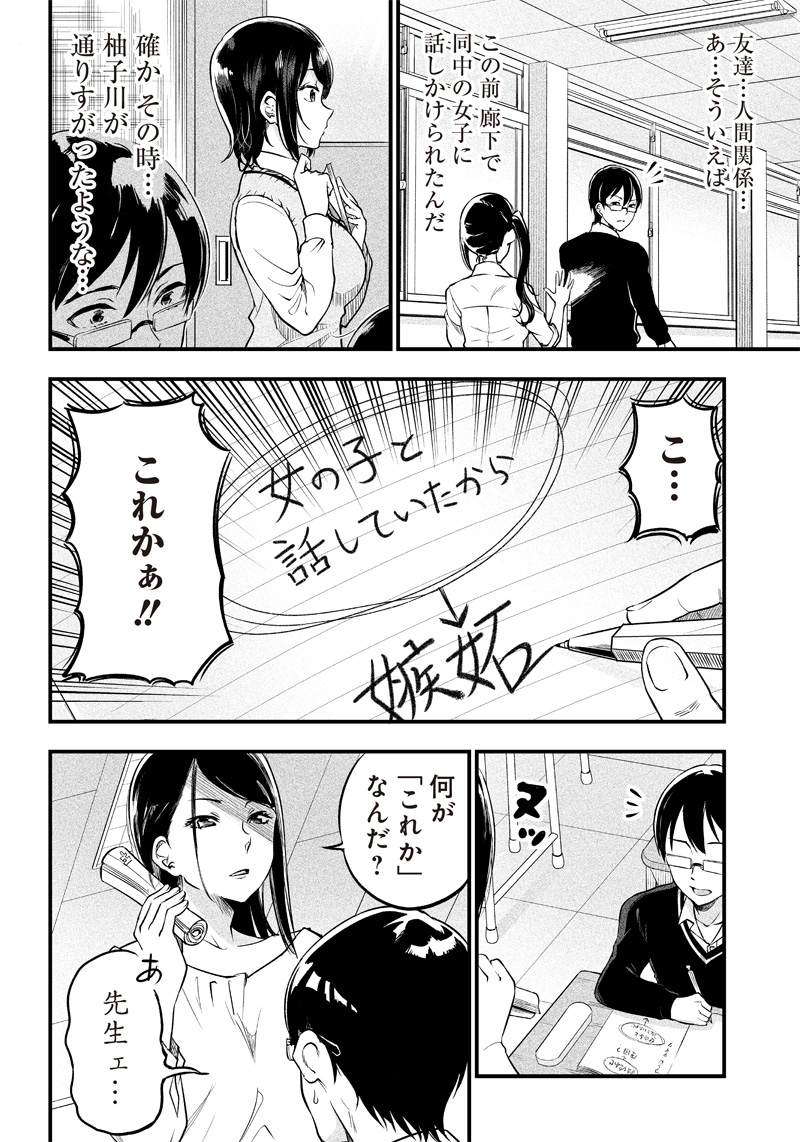 友達…人間関係…
あ…そういえば
この前 廊下で
同中の女子に
話しかけられたんだ
確か その時…
柚子川が
通りすがったような…
こ…
女の子と
話していたから
嫉妬
これかぁ!!
ヌッ
何が
「これか」
なんだ?
あ
先生ェ…